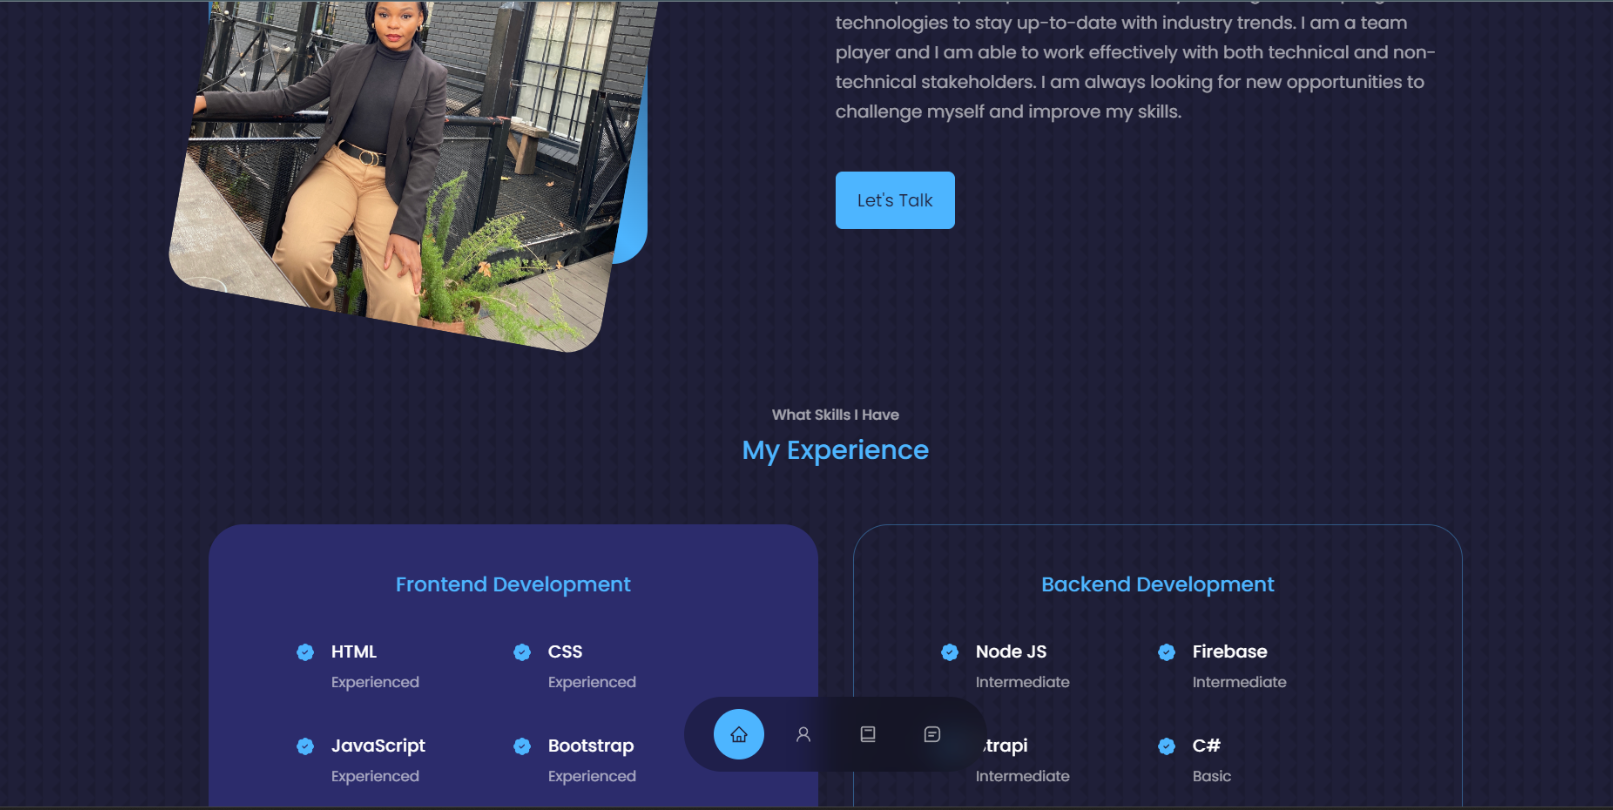 technologies to stay up-to-date with industry trends. I am a team
player and I am able to work effectively with both technical and non-
technical stakeholders. I am always looking for new opportunities to
challenge myself and improve my skills.
Let's Talk
What Skills I Have
My Experience
Frontend Development
HTML
Experienced
CSS
Experienced
JavaScript
Experienced
Bootstrap
Experienced
Backend Development
Node JS
Intermediate
Firebase
Intermediate
trapi
Intermediate
C#
Basic